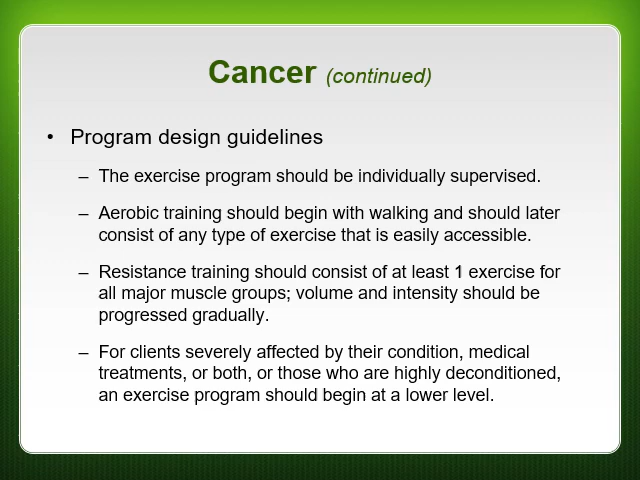 Cancer (continued)
• Program design guidelines
– The exercise program should be individually supervised.
– Aerobic training should begin with walking and should later
consist of any type of exercise that is easily accessible.
– Resistance training should consist of at least 1 exercise for
all major muscle groups; volume and intensity should be
progressed gradually.
– For clients severely affected by their condition, medical
treatments, or both, or those who are highly deconditioned,
an exercise program should begin at a lower level.